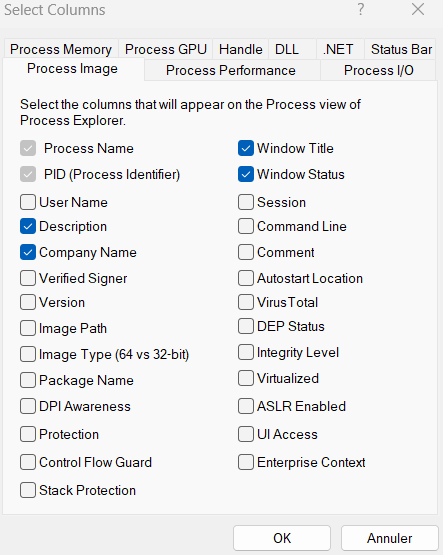 Select Columns
Process Memory Process GPU Handle DLL .NET Status Bar
Process Image Process Performance Process I/O
Select the columns that will appear on the Process view of
Process Explorer.
Process Name
PID (Process Identifier)
User Name
Description
Company Name
Verified Signer
Version
Image Path
Image Type (64 vs 32-bit)
Package Name
DPI Awareness
Protection
Control Flow Guard
Stack Protection
Window Title
Window Status
Session
Command Line
Comment
Autostart Location
VirusTotal
DEP Status
Integrity Level
Virtualized
ASLR Enabled
UI Access
Enterprise Context
OK Annuler